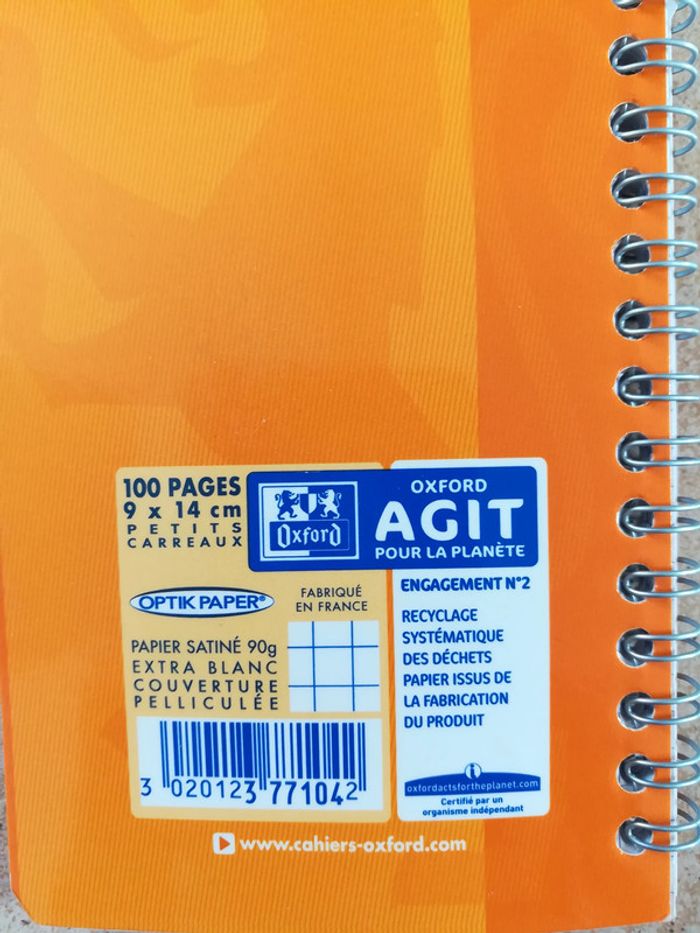 100 PAGES
9 x 14 cm
PETITS
CARREAUX
Oxford
OXFORD
AGIT
POUR LA PLANÈTE
OPTIK PAPER®
FABRIQUÉ
EN FRANCE
PAPIER SATINÉ 90g
EXTRA BLANC
COUVERTURE
PELLICULÉE
3 020123 771042
ENGAGEMENT N°2
RECYCLAGE
SYSTÉMATIQUE
DES DÉCHETS
PAPIER ISSUS DE
LA FABRICATION
DU PRODUIT
i
oxfordactsfortheplanet.com
Certifié par un
organisme indépendant
www.cahiers-oxford.com